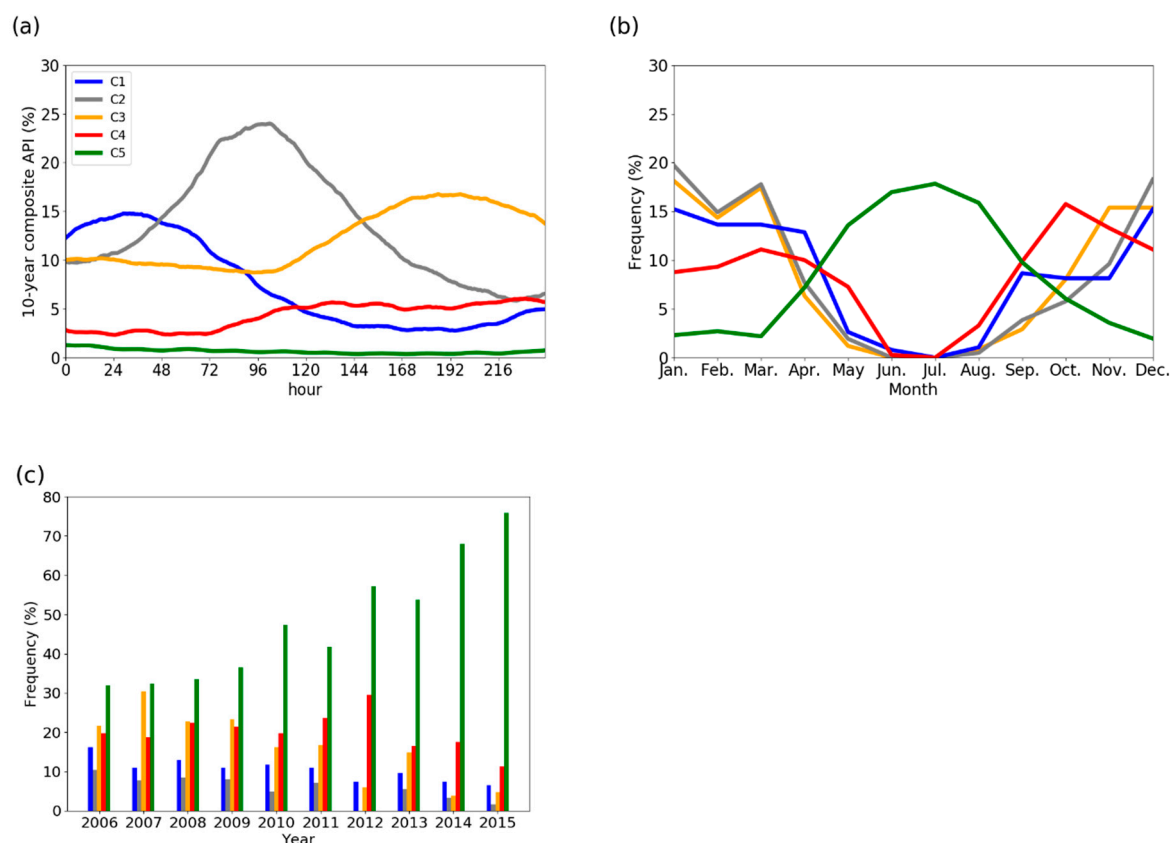 (a)
30
25
20
15
10
5
0
10-year composite API (%)
C1
C2
C3
C4
C5
0 24 48 72 96 120 144 168 192 216
hour
(b)
30
25
20
15
10
5
0
Frequency (%)
Jan. Feb. Mar. Apr. May Jun. Jul. Aug. Sep. Oct. Nov. Dec.
Month
(c)
80
70
60
50
40
30
20
10
0
Frequency (%)
2006 2007 2008 2009 2010 2011 2012 2013 2014 2015
Year